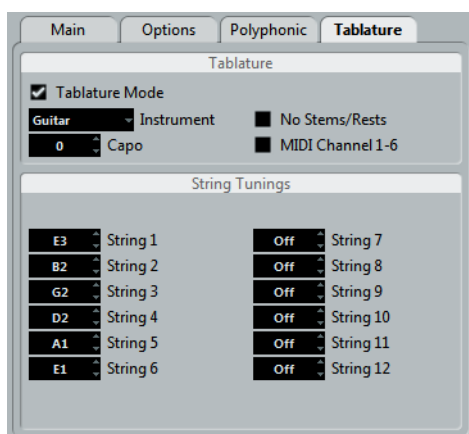 Main Options Polyphonic Tablature
Tablature
Tablature Mode
Guitar Instrument No Stems/Rests
0 Capo MIDI Channel 1-6
String Tunings
E3 String 1 Off String 7
B2 String 2 Off String 8
G2 String 3 Off String 9
D2 String 4 Off String 10
A1 String 5 Off String 11
E1 String 6 Off String 12